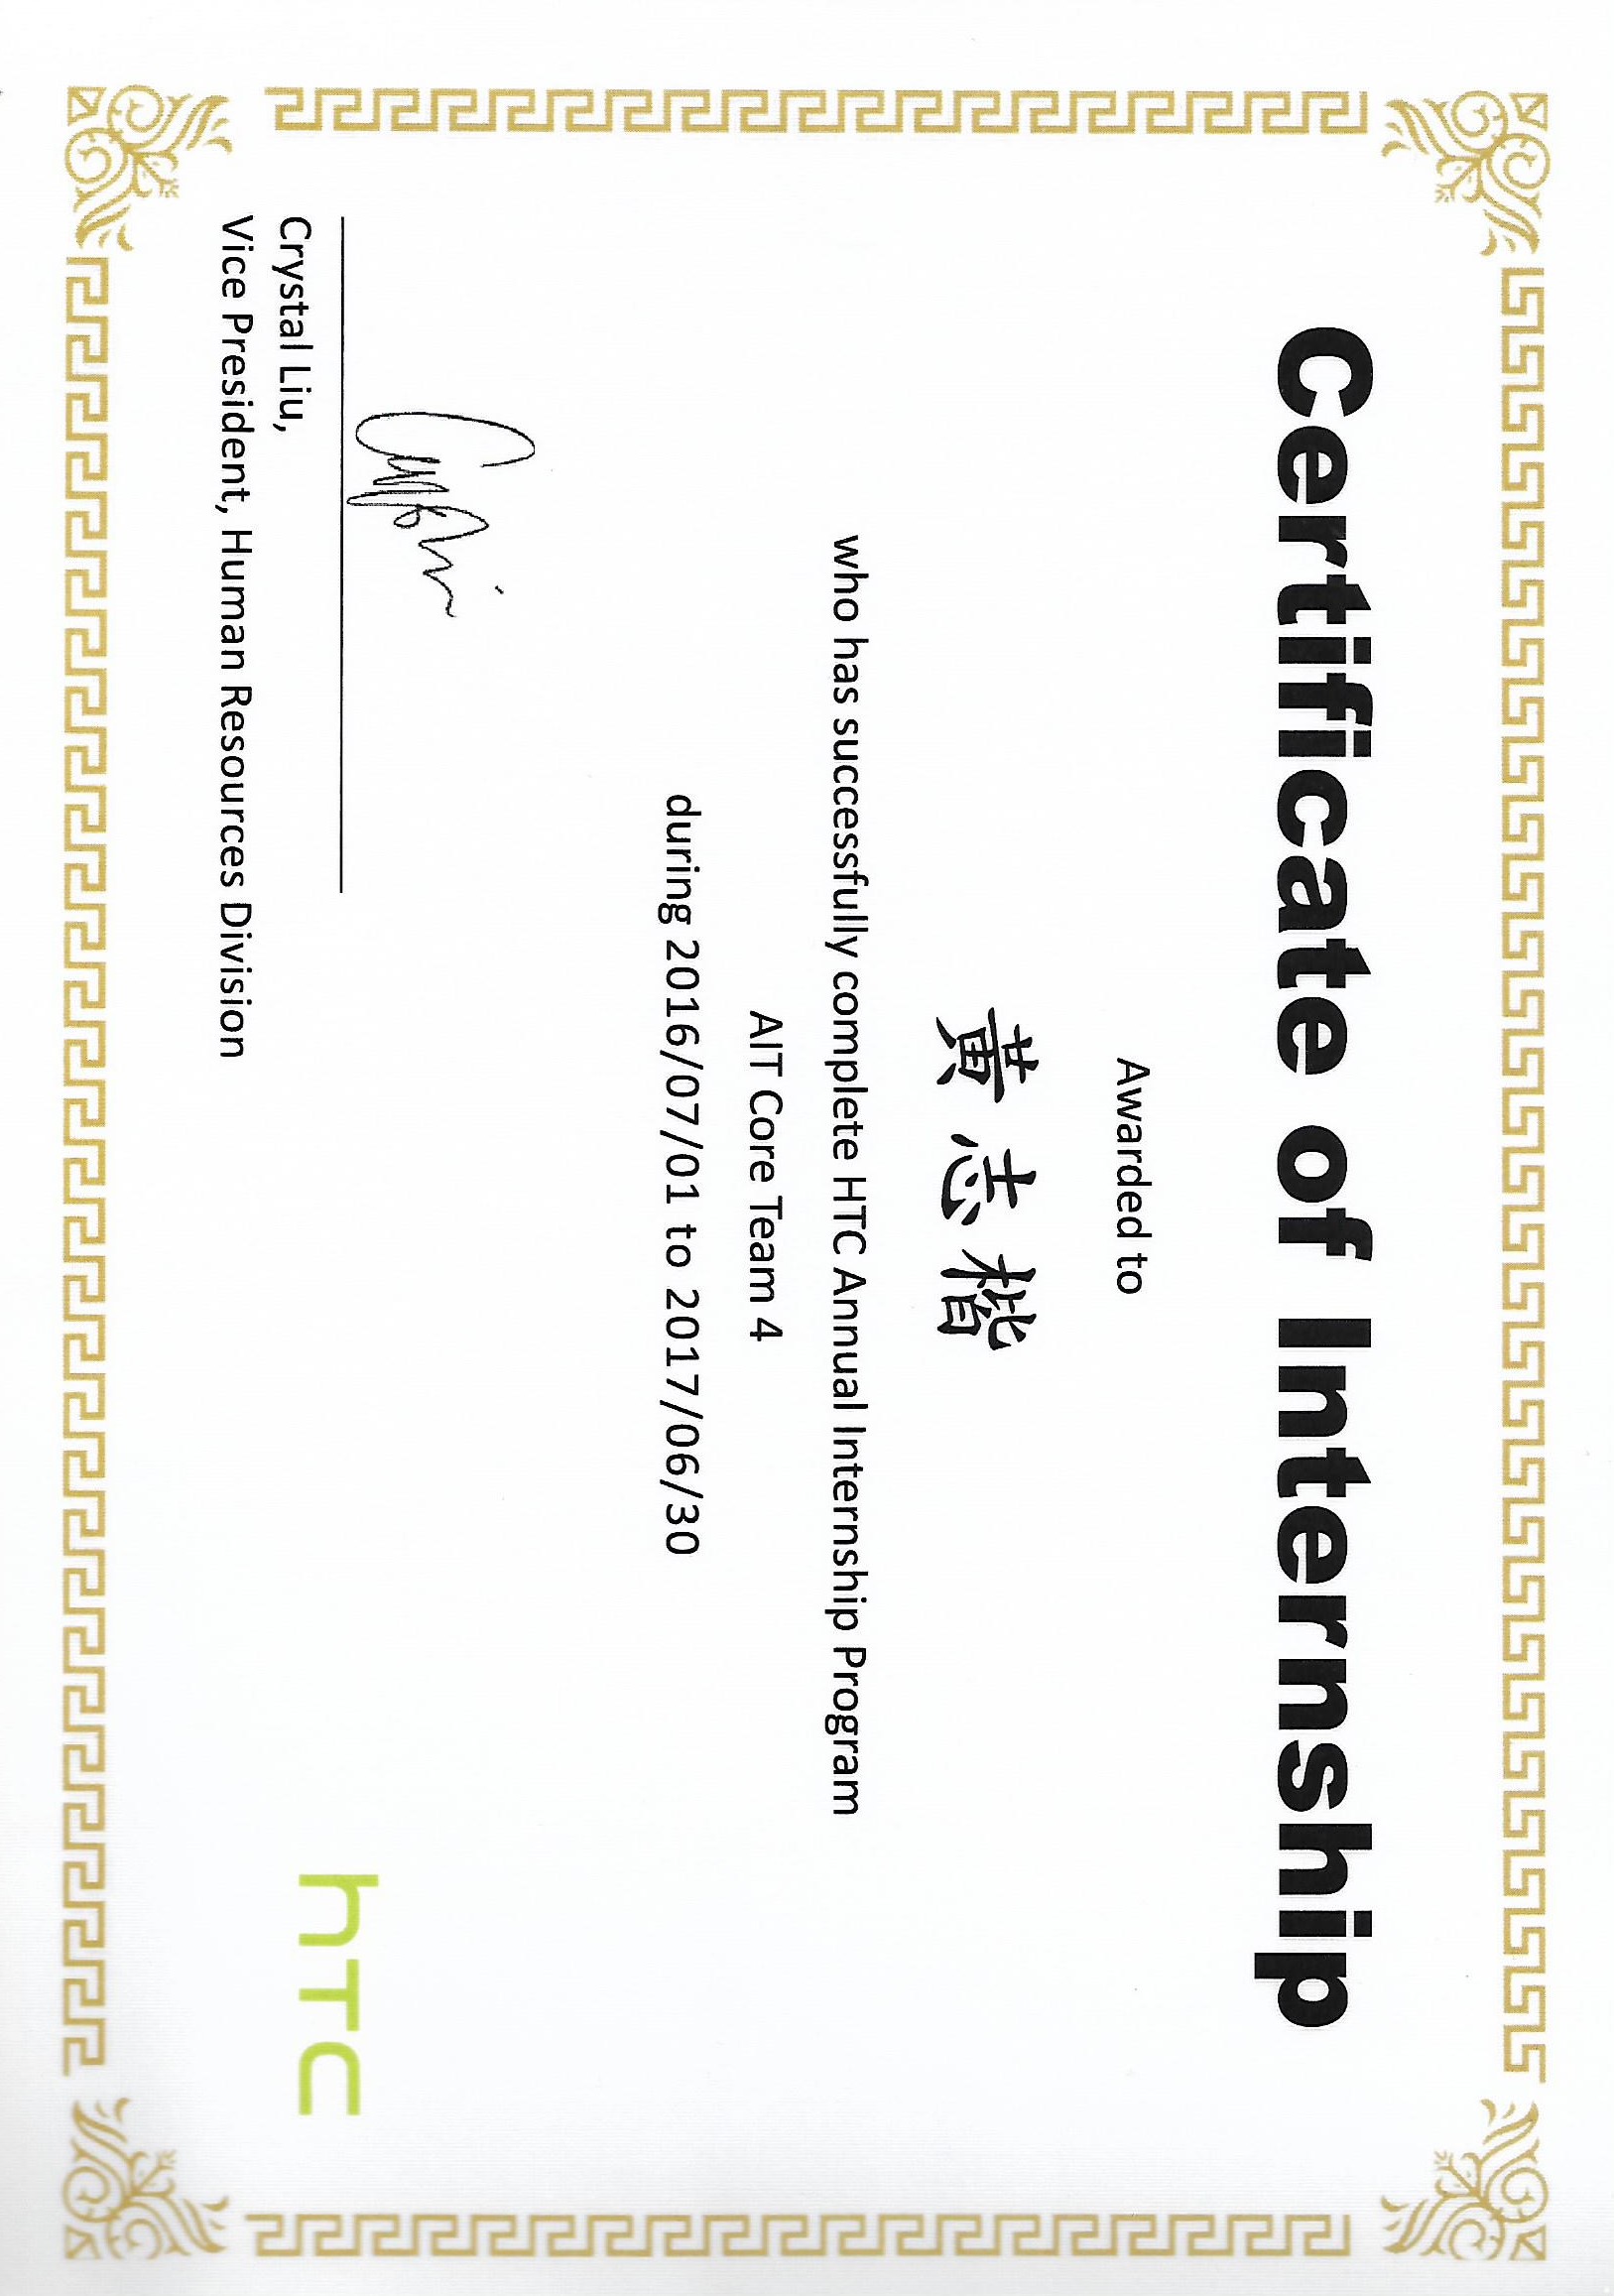 Certificate of Internship
Awarded to
黃志楷
who has successfully complete HTC Annual Internship Program
AIT Core Team 4
during 2016/07/01 to 2017/06/30
Crystal Liu,
Vice President, Human Resources Division
hTC